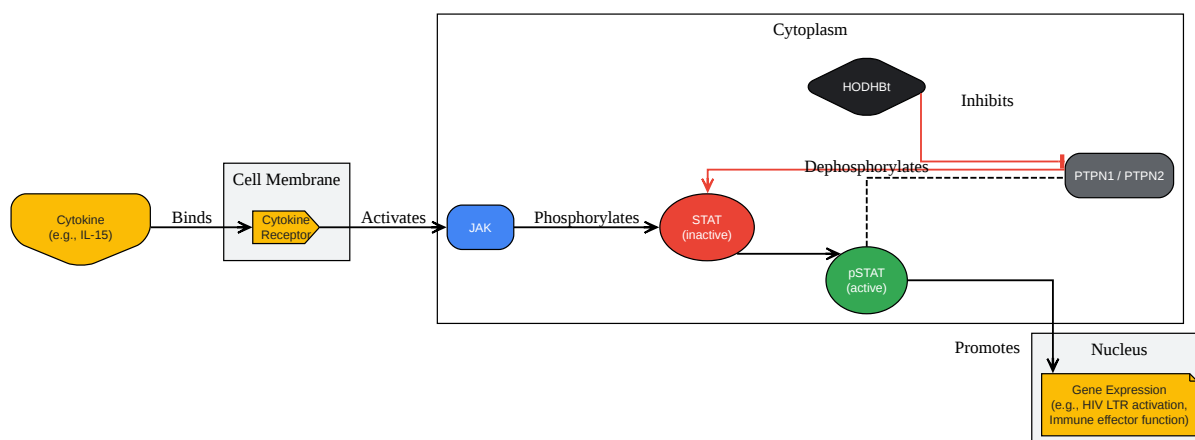 Cytoplasm
HODHBt
Inhibits
Cell Membrane
Dephosphorylates
PTPN1 / PTPN2
Cytokine
(e.g., IL-15)
Binds
Cytokine
Receptor
Activates
JAK
Phosphorylates
STAT
(inactive)
pSTAT
(active)
Promotes
Nucleus
Gene Expression
(e.g., HIV LTR activation,
Immune effector function)